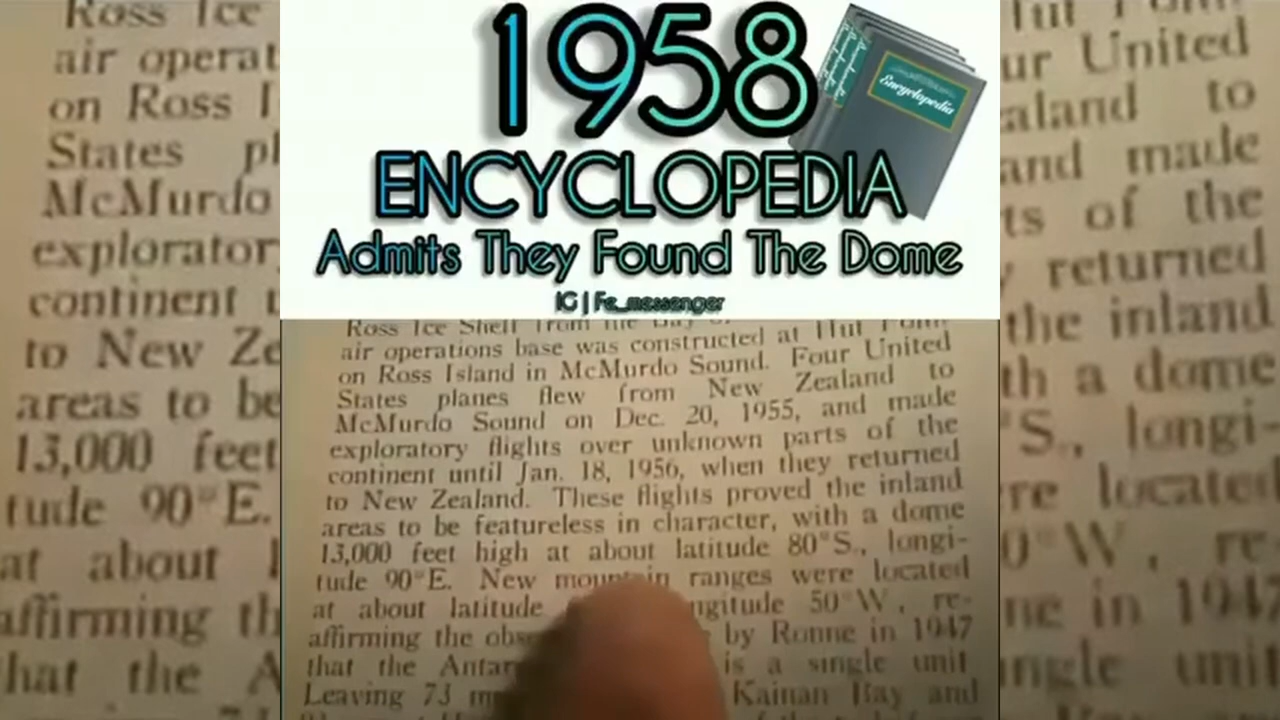 1958
Encyclopedia
ENCYCLOPEDIA
Admits They Found The Dome
IG | Fe_messenger
Ross Ice Shelf from the Bay of
air operations base was constructed at Hut Point
on Ross Island in McMurdo Sound. Four United
States planes flew from New Zealand to
McMurdo Sound on Dec. 20, 1955, and made
exploratory flights over unknown parts of the
continent until Jan. 18, 1956, when they returned
to New Zealand. These flights proved the inland
areas to be featureless in character, with a dome
13,000 feet high at about latitude 80°S., longi-
tude 90°E. New mountain ranges were located
at about latitude 50°W., re-
affirming the by Ronne in 1947
that the is a single unit
Leaving 73 Kainan Bay and